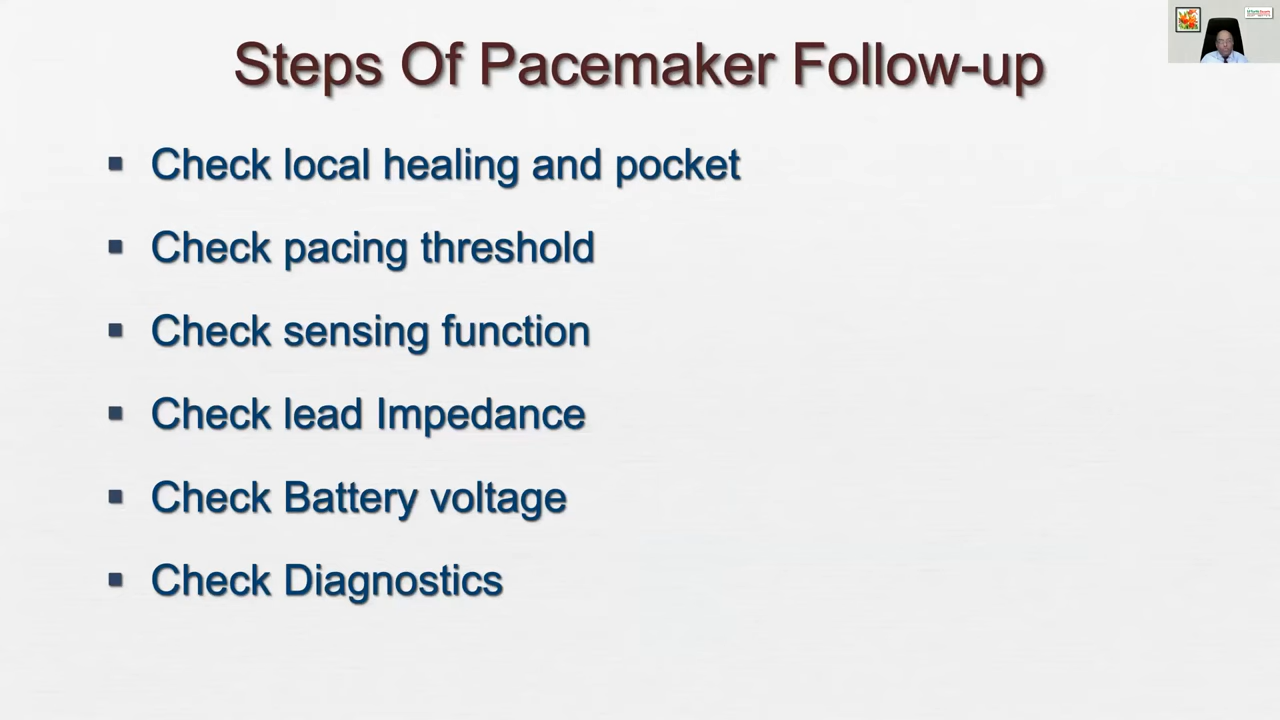 Steps Of Pacemaker Follow-up
▪ Check local healing and pocket
▪ Check pacing threshold
▪ Check sensing function
▪ Check lead Impedance
▪ Check Battery voltage
▪ Check Diagnostics